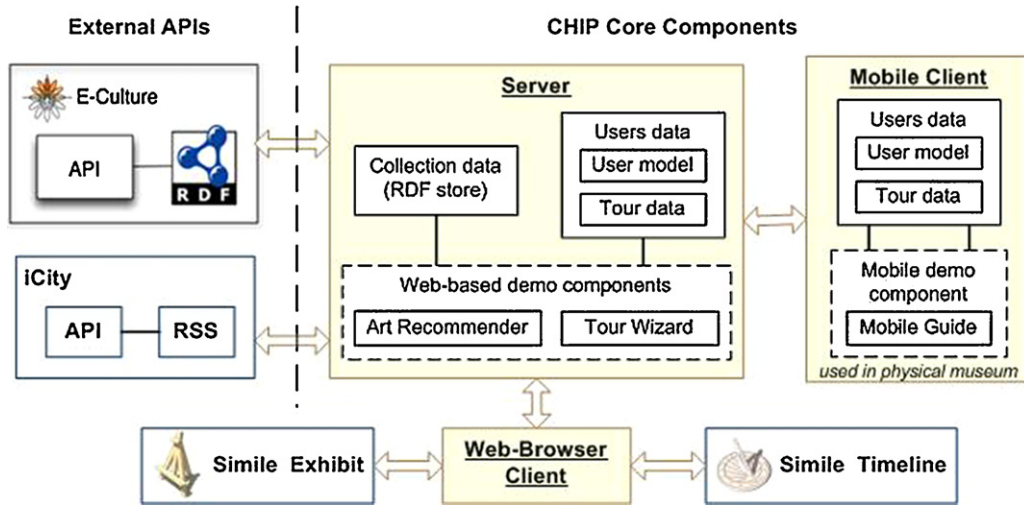 External APIs
CHIP Core Components
E-Culture
API
RDF
iCity
API
RSS
Server
Collection data
(RDF store)
Users data
User model
Tour data
Web-based demo components
Art Recommender
Tour Wizard
Mobile Client
Users data
User model
Tour data
Mobile demo
component
Mobile Guide
used in physical museum
Simile Exhibit
Web-Browser
Client
Simile Timeline